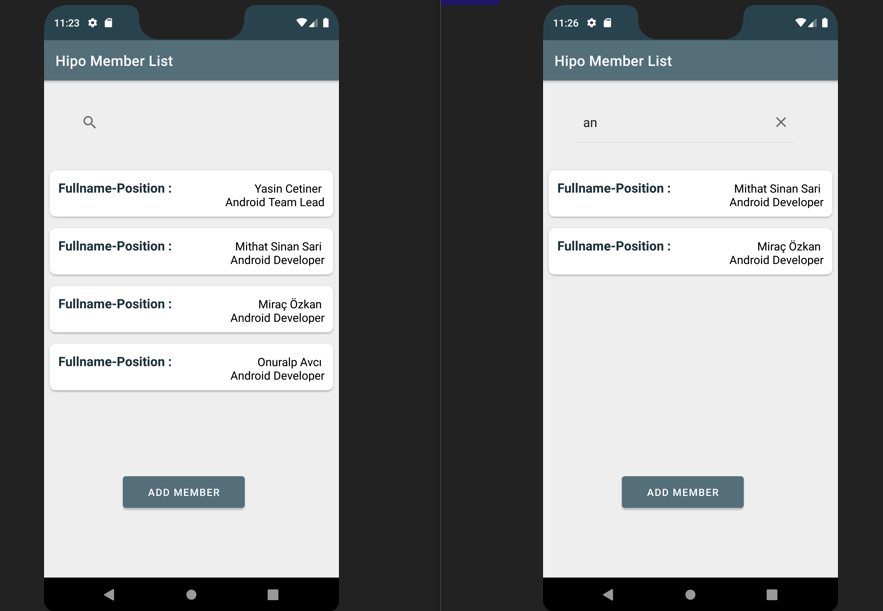 11:23
Hipo Member List
Fullname-Position : Yasin Cetiner
Android Team Lead
Fullname-Position : Mithat Sinan Sari
Android Developer
Fullname-Position : Miraç Özkan
Android Developer
Fullname-Position : Onuralp Avcı
Android Developer
ADD MEMBER
11:26
Hipo Member List
an
Fullname-Position : Mithat Sinan Sari
Android Developer
Fullname-Position : Miraç Özkan
Android Developer
ADD MEMBER